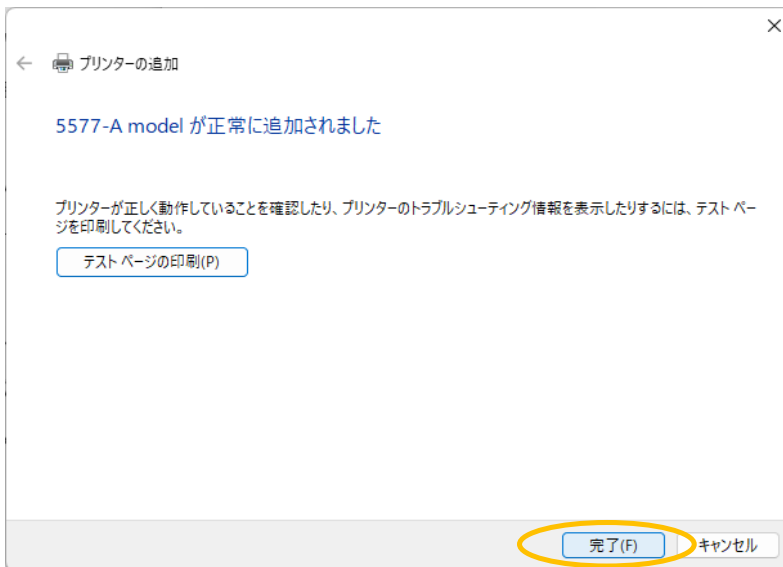 プリンターの追加
5577-A model が正常に追加されました
プリンターが正しく動作していることを確認したり、プリンターのトラブルシューティング情報を表示したりするには、テスト ペー
ジを印刷してください。
テスト ページの印刷(P)
完了(F) キャンセル